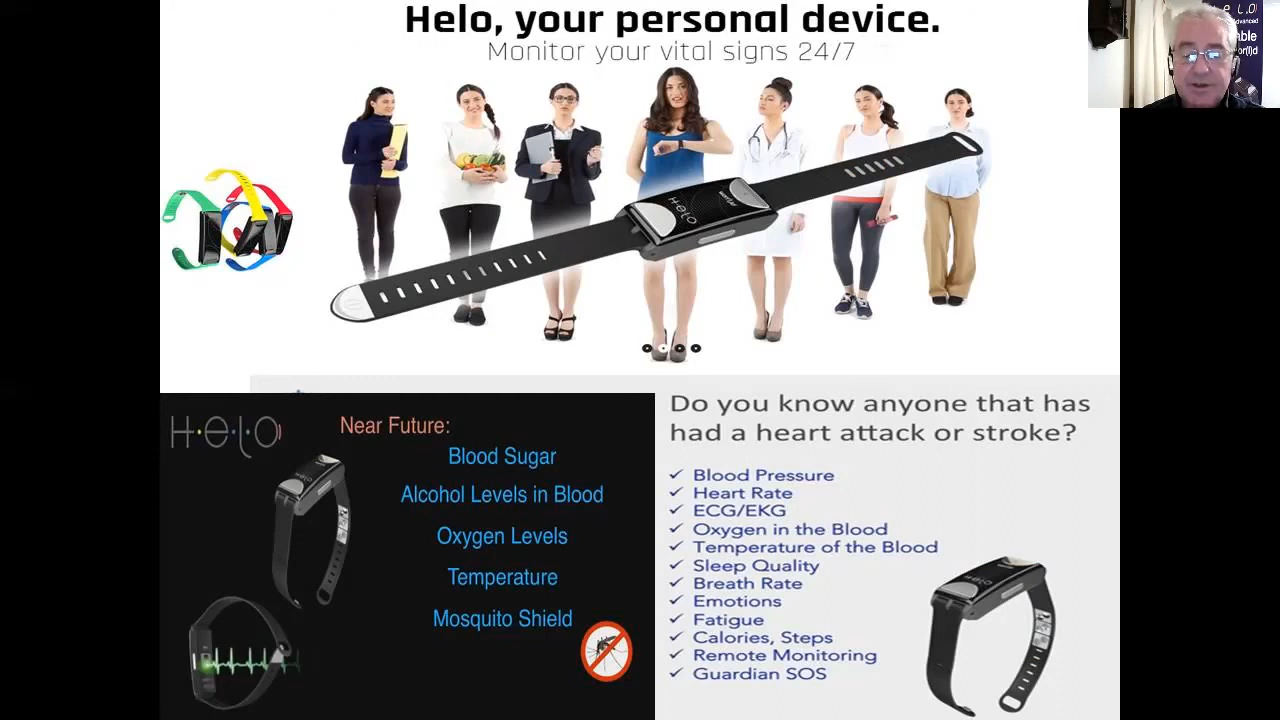 Helo, your personal device.
Monitor your vital signs 24/7
H e L O
Advanced
Helo
World
H·e·l·o
Near Future:
Blood Sugar
Alcohol Levels in Blood
Oxygen Levels
Temperature
Mosquito Shield
Do you know anyone that has
had a heart attack or stroke?
✓ Blood Pressure
✓ Heart Rate
✓ ECG/EKG
✓ Oxygen in the Blood
✓ Temperature of the Blood
✓ Sleep Quality
✓ Breath Rate
✓ Emotions
✓ Fatigue
✓ Calories, Steps
✓ Remote Monitoring
✓ Guardian SOS
Helo